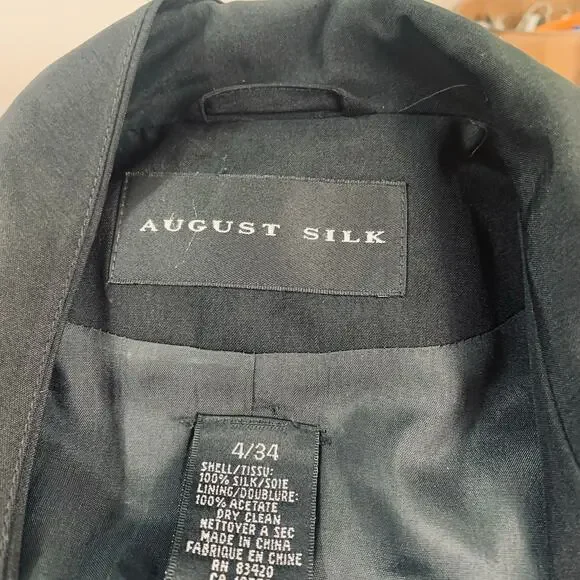 AUGUST SILK
4/34
SHELL/TISSU:
100% SILK/SOIE
LINING/DOUBLURE:
100% ACETATE
DRY CLEAN
NETTOYER A SEC
MADE IN CHINA
FABRIQUE EN CHINE
RN 83420